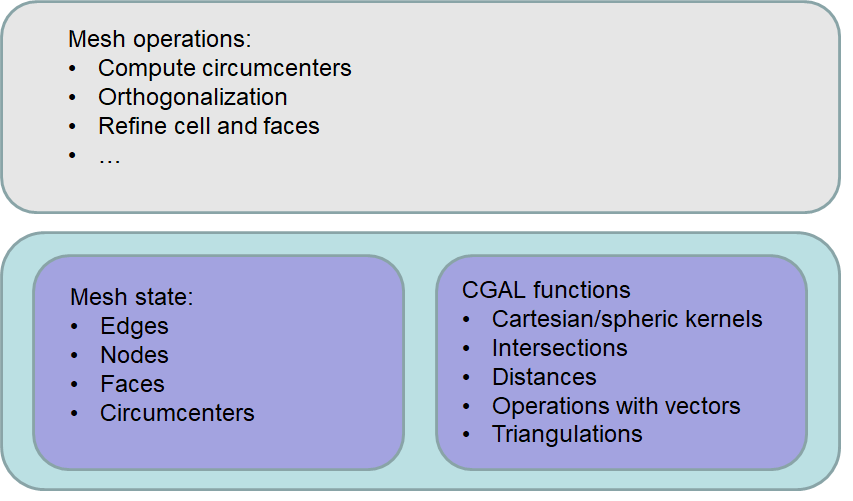 Mesh operations:
• Compute circumcenters
• Orthogonalization
• Refine cell and faces
• …
Mesh state:
• Edges
• Nodes
• Faces
• Circumcenters
CGAL functions
• Cartesian/spheric kernels
• Intersections
• Distances
• Operations with vectors
• Triangulations